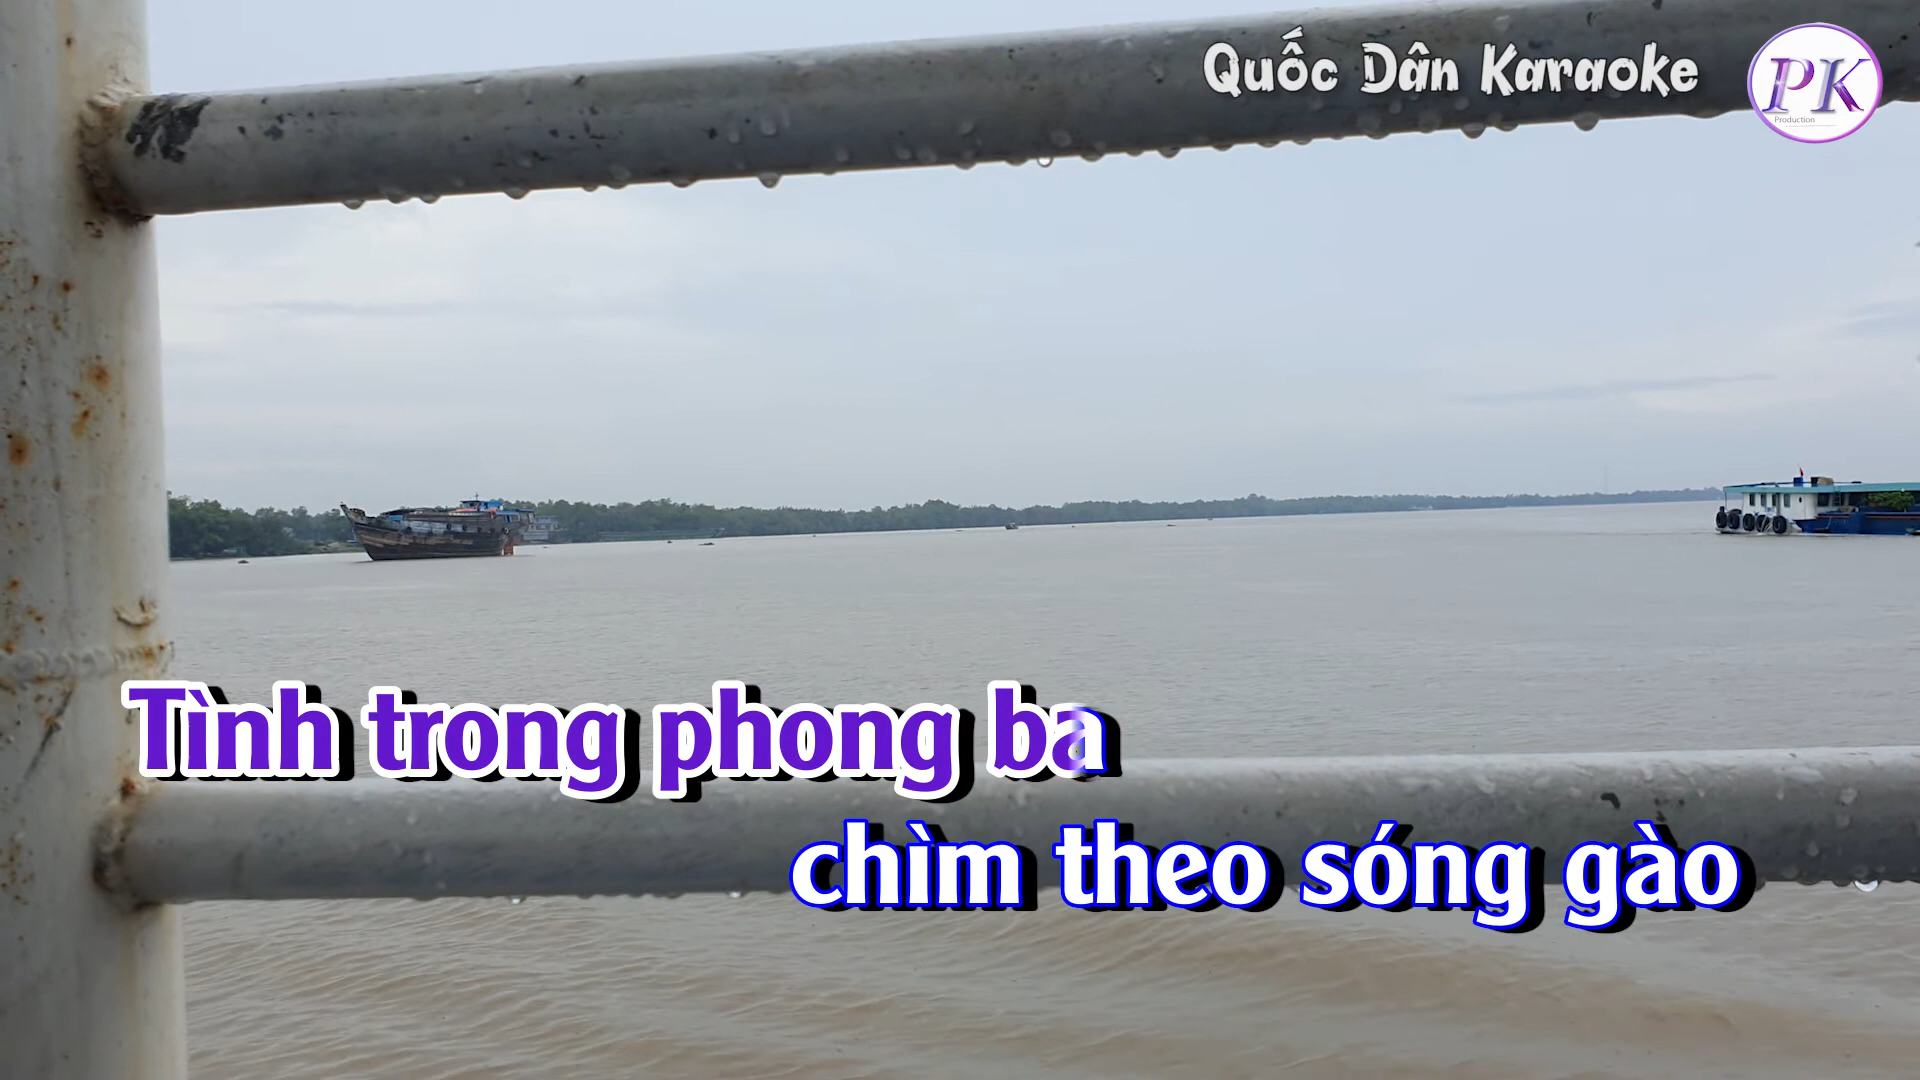 Quốc Dân Karaoke
PK
Production
Tình trong phong ba
chìm theo sóng gào